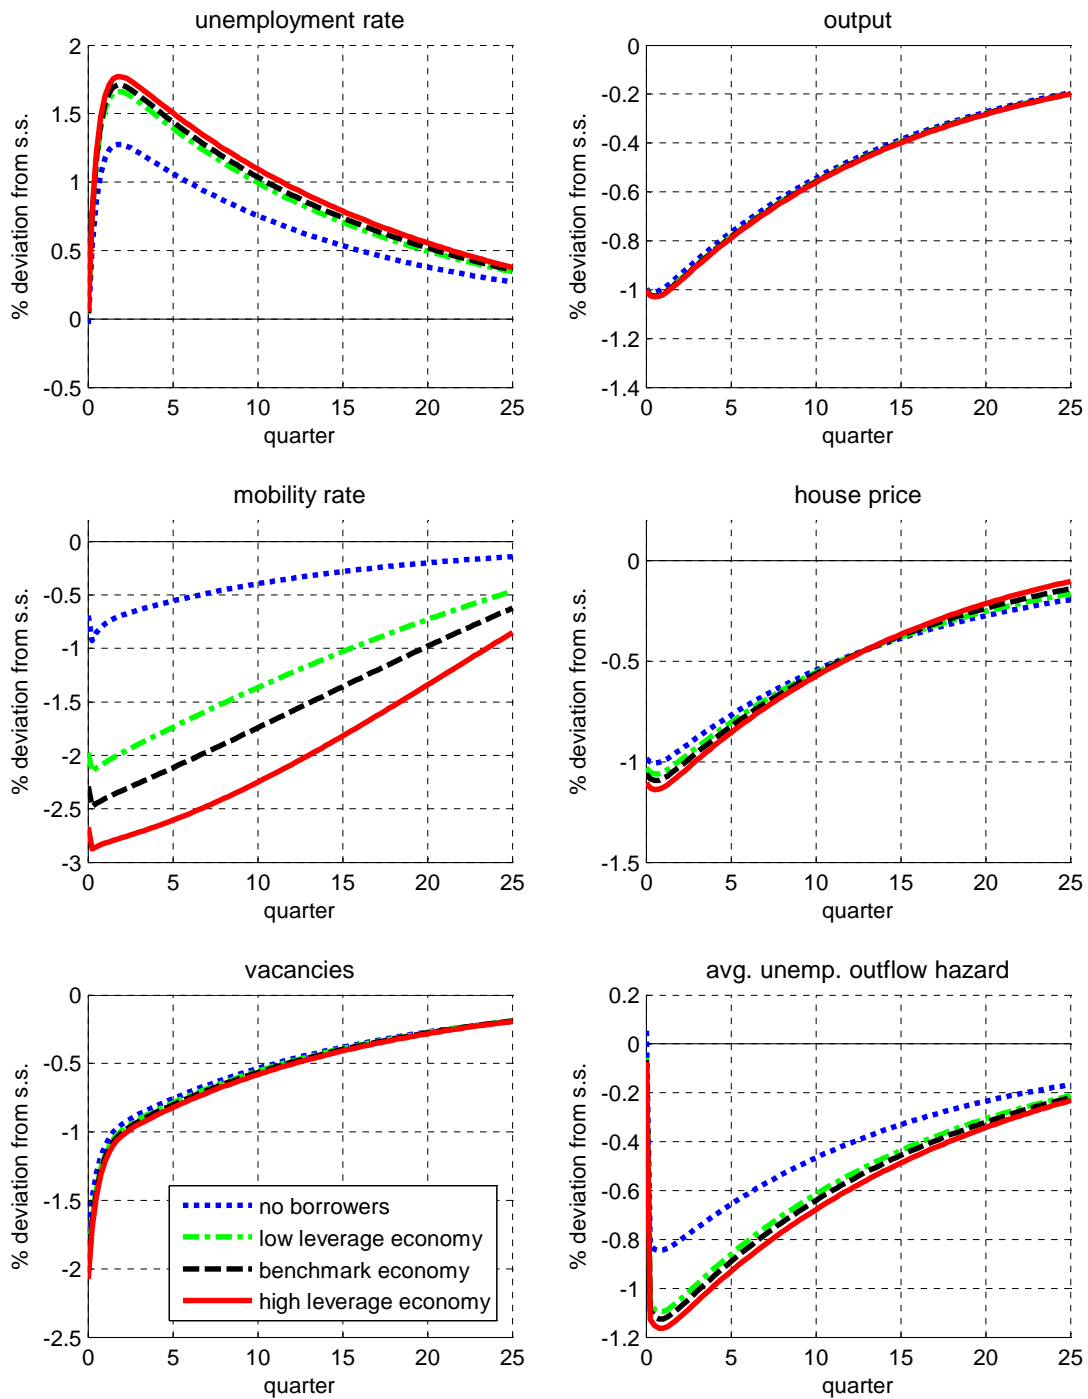 unemployment rate
% deviation from s.s.
2
1.5
1
0.5
0
-0.5
0 5 10 15 20 25
quarter
output
% deviation from s.s.
0
-0.2
-0.4
-0.6
-0.8
-1
-1.2
-1.4
0 5 10 15 20 25
quarter
mobility rate
% deviation from s.s.
0
-0.5
-1
-1.5
-2
-2.5
-3
0 5 10 15 20 25
quarter
house price
% deviation from s.s.
0
-0.5
-1
-1.5
0 5 10 15 20 25
quarter
vacancies
% deviation from s.s.
0
-0.5
-1
-1.5
-2
-2.5
0 5 10 15 20 25
quarter
no borrowers
low leverage economy
benchmark economy
high leverage economy
avg. unemp. outflow hazard
% deviation from s.s.
0.2
0
-0.2
-0.4
-0.6
-0.8
-1
-1.2
0 5 10 15 20 25
quarter